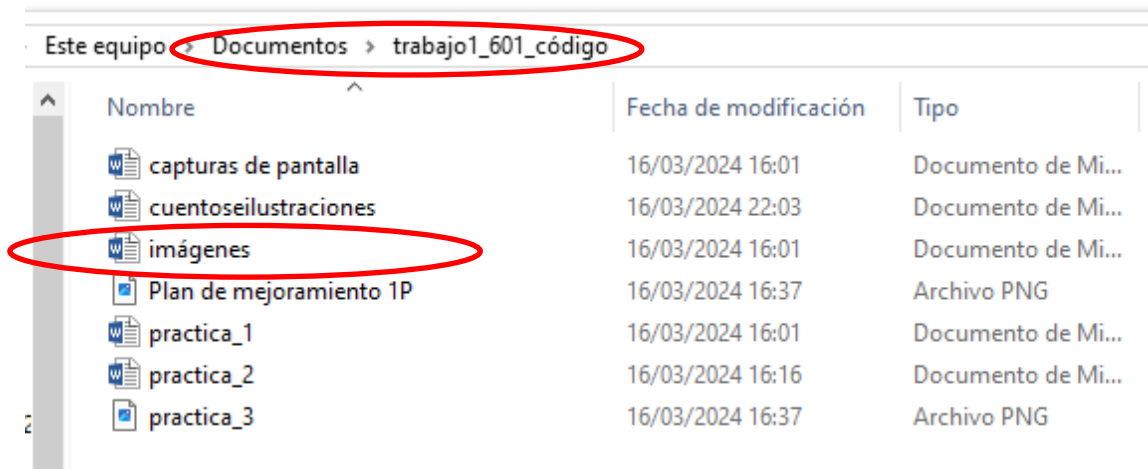 Este equipo > Documentos > trabajo1_601_código
Nombre Fecha de modificación Tipo
capturas de pantalla 16/03/2024 16:01 Documento de Mi...
cuentoseilustraciones 16/03/2024 22:03 Documento de Mi...
imágenes 16/03/2024 16:01 Documento de Mi...
Plan de mejoramiento 1P 16/03/2024 16:37 Archivo PNG
practica_1 16/03/2024 16:01 Documento de Mi...
practica_2 16/03/2024 16:16 Documento de Mi...
practica_3 16/03/2024 16:37 Archivo PNG